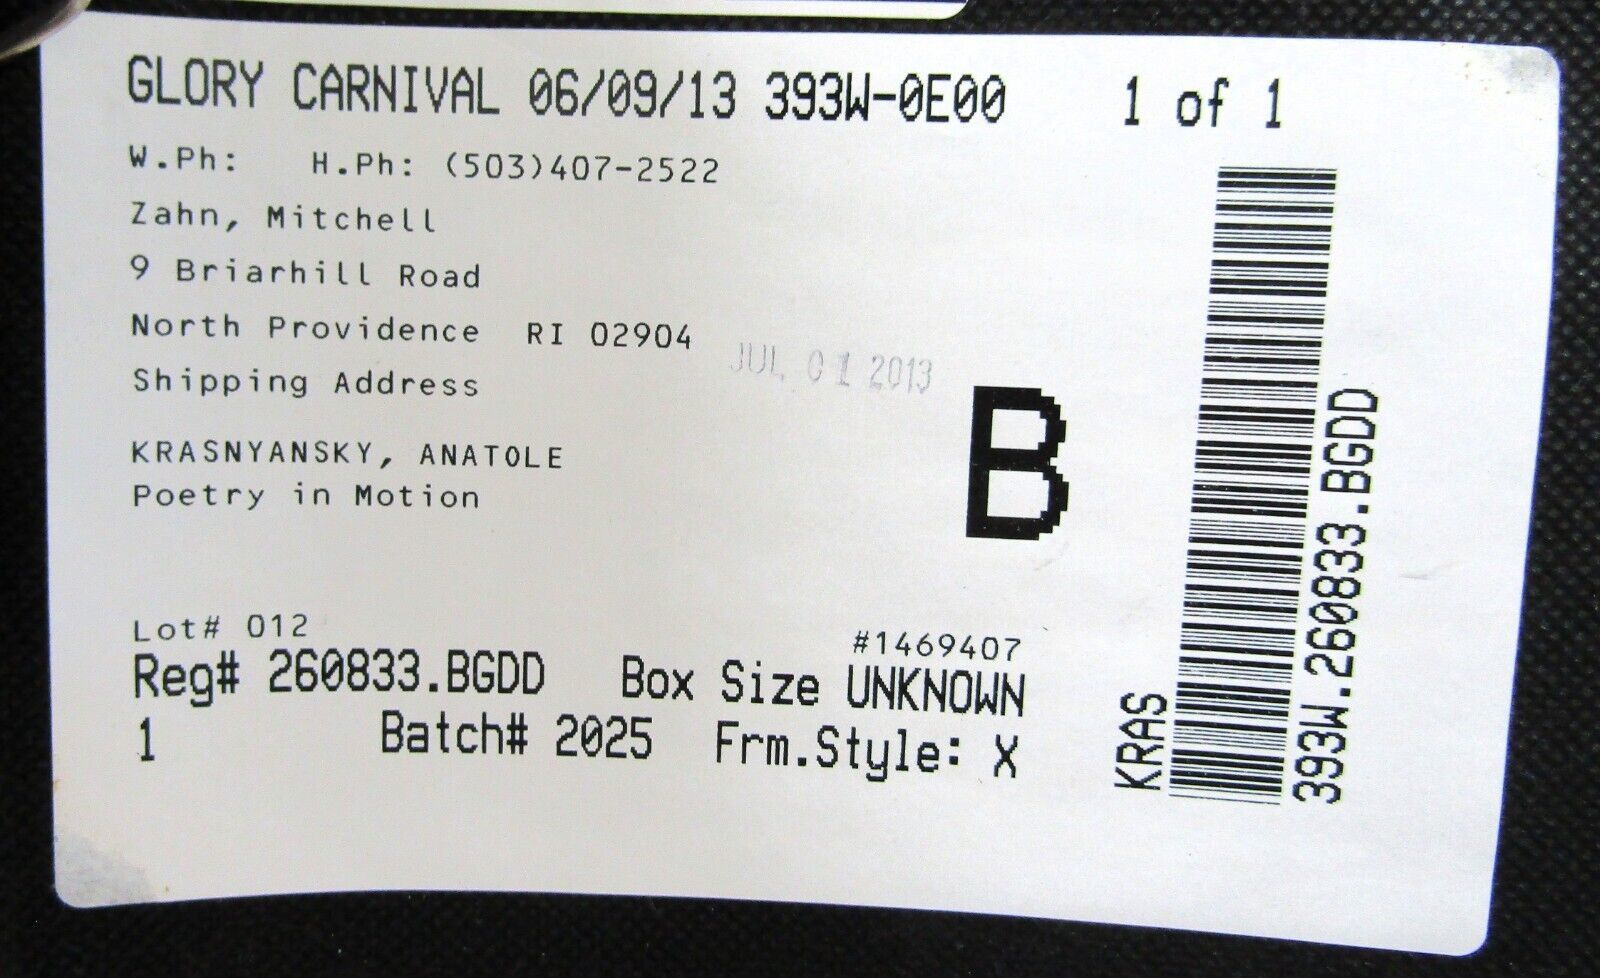 GLORY CARNIVAL 06/09/13 393W-0E00 1 of 1
W.Ph: H.Ph: (503)407-2522
Zahn, Mitchell
9 Briarhill Road
North Providence RI 02904
JUL 01 2013
Shipping Address
B
KRASNYANSKY, ANATOLE
Poetry in Motion
Lot# 012
#1469407
Reg# 260833.BGDD Box Size UNKNOWN
1 Batch# 2025 Frm.Style: X
KRAS
393W.260833.BGDD